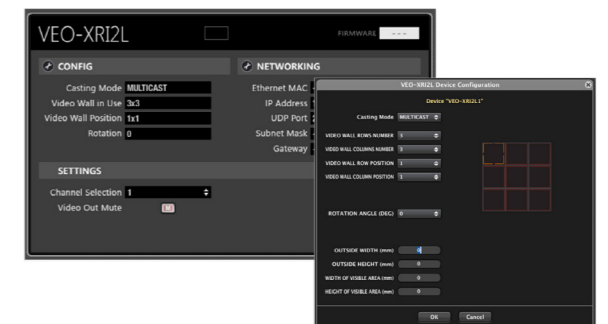 VEO-XRI2L
FIRMWARE ---
CONFIG
Casting Mode MULTICAST
Video Wall in Use 3x3
Video Wall Position 1x1
Rotation 0
NETWORKING
Ethernet MAC
IP Address
UDP Port
Subnet Mask
Gateway
SETTINGS
Channel Selection 1
Video Out Mute M
VEO-XRI2L Device Configuration
Device "VEO-XRI2L1"
Casting Mode MULTICAST
VIDEO WALL ROWS NUMBER 3
VIDEO WALL COLUMNS NUMBER 3
VIDEO WALL ROW POSITION 1
VIDEO WALL COLUMN POSITION 1
ROTATION ANGLE (DEG) 0
OUTSIDE WIDTH (mm) 0
OUTSIDE HEIGHT (mm) 0
WIDTH OF VISIBLE AREA (mm) 0
HEIGHT OF VISIBLE AREA (mm) 0
OK Cancel